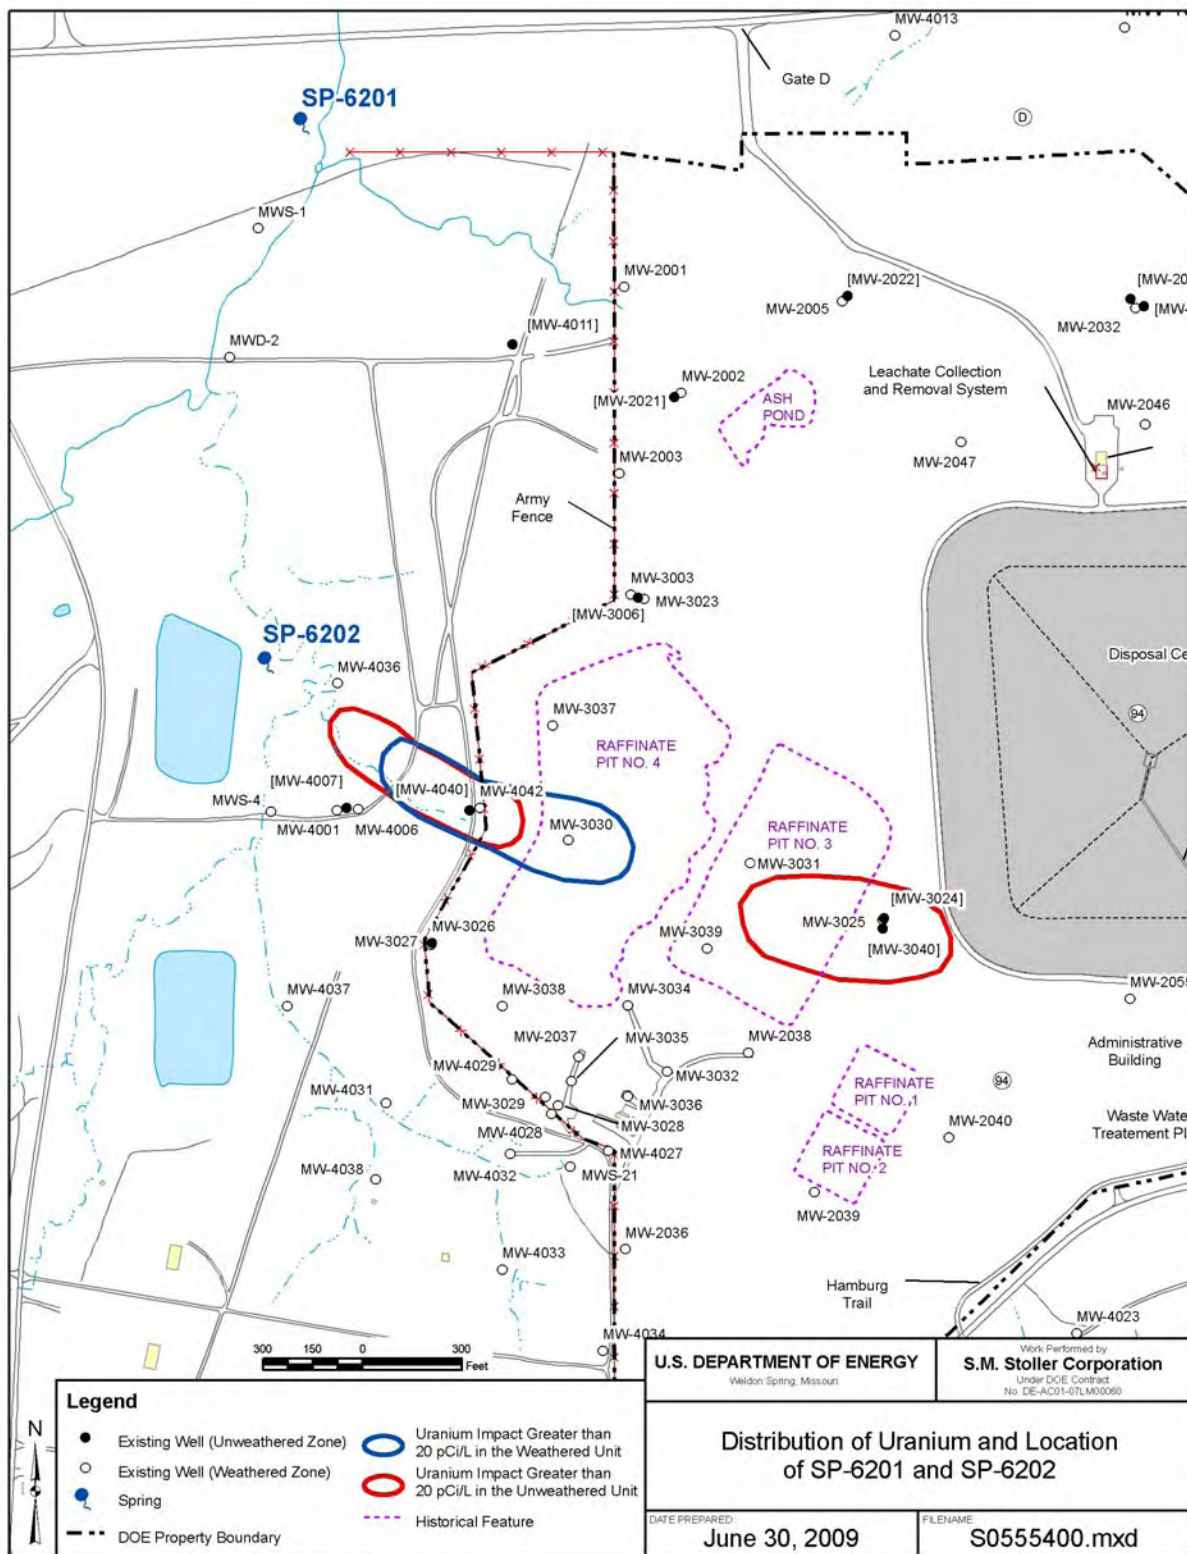 MW-4013
Gate D
SP-6201
D
MWS-1
MW-2001
[MW-2022]
MW-2005
[MW-20
[MW-
MW-2032
[MW-4011]
MWD-2
MW-2002
[MW-2021]
ASH
POND
Leachate Collection
and Removal System
MW-2046
MW-2047
MW-2003
Army
Fence
MW-3003
MW-3023
[MW-3006]
SP-6202
MW-4036
Disposal Ce
94
MW-3037
RAFFINATE
PIT NO. 4
[MW-4007]
[MW-4040]
MW-4042
MWS-4
MW-4001
MW-4006
MW-3030
RAFFINATE
PIT NO. 3
MW-3031
[MW-3024]
MW-3025
[MW-3040]
MW-3026
MW-3027
MW-3039
MW-4037
MW-3038
MW-3034
MW-2055
MW-2037
MW-3035
MW-2038
Administrative
Building
MW-4029
MW-3032
94
RAFFINATE
PIT NO. 1
MW-4031
MW-3029
MW-3036
MW-3028
MW-2040
Waste Wate
Treatement Pl
MW-4028
MW-4027
RAFFINATE
PIT NO. 2
MW-4038
MW-4032
MWS-21
MW-2039
MW-2036
MW-4033
Hamburg
Trail
MW-4023
MW-4034
300 150 0 300
Feet
U.S. DEPARTMENT OF ENERGY
Weldon Spring, Missouri
Work Performed by
S.M. Stoller Corporation
Under DOE Contract
No. DE-AC01-07LM00060
Legend
N
Existing Well (Unweathered Zone)
Existing Well (Weathered Zone)
Spring
DOE Property Boundary
Uranium Impact Greater than
20 pCi/L in the Weathered Unit
Uranium Impact Greater than
20 pCi/L in the Unweathered Unit
Historical Feature
Distribution of Uranium and Location
of SP-6201 and SP-6202
DATE PREPARED:
June 30, 2009
FILENAME:
S0555400.mxd